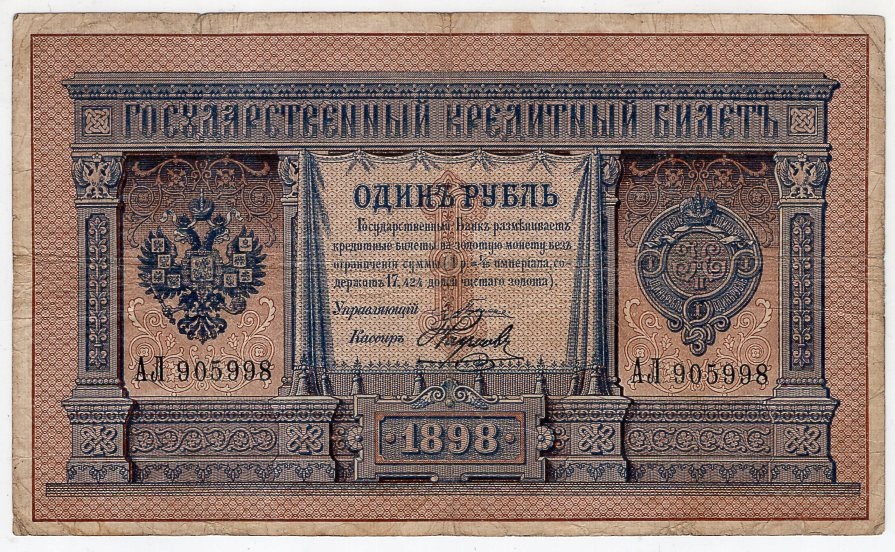 ГОСУДАРСТВЕННЫЙ КРЕДИТНЫЙ БИЛЕТЪ
ОДИНЪ РУБЛЬ
Государственный Банкъ размѣниваетъ
кредитные билеты на золотую монету безъ
ограниченія суммы (1 р. = 1/15 имперіала, со-
держитъ 17,424 долей чистаго золота).
Управляющій
Кассиръ
АЛ 905998
АЛ 905998
1898